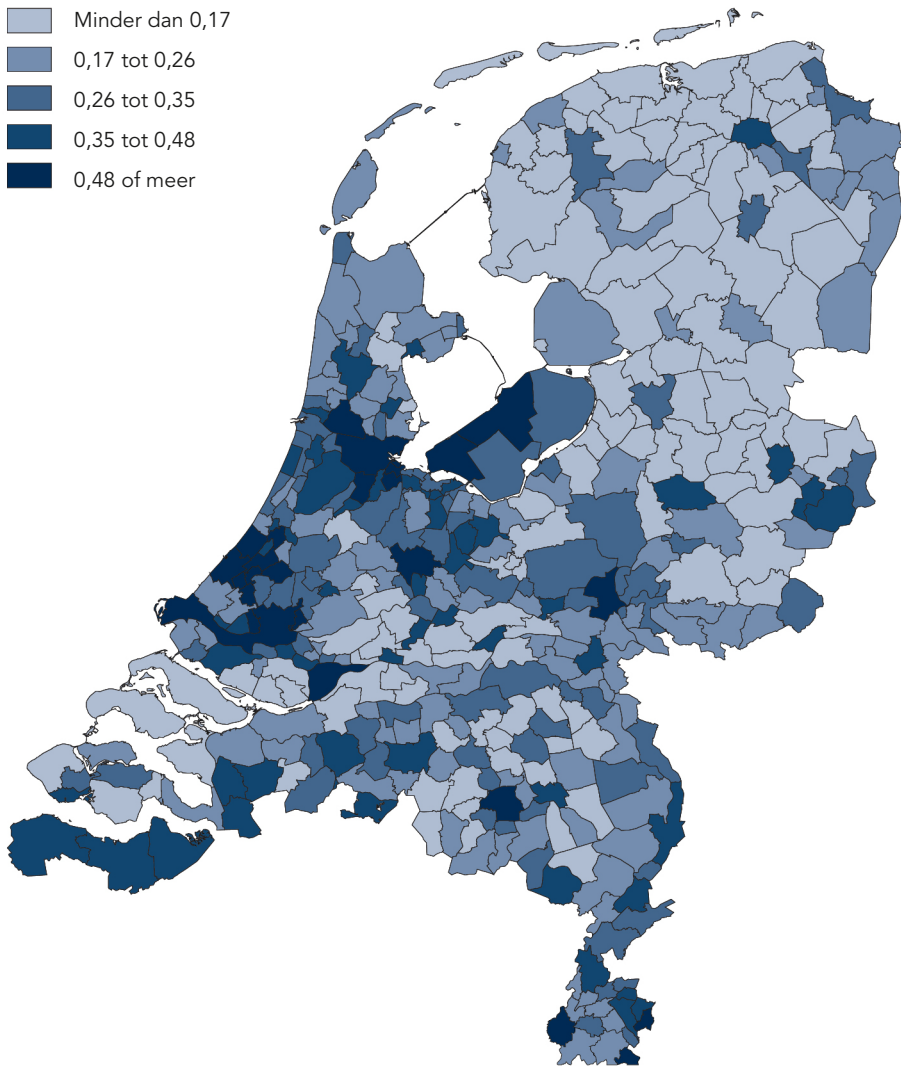 Minder dan 0,17
0,17 tot 0,26
0,26 tot 0,35
0,35 tot 0,48
0,48 of meer